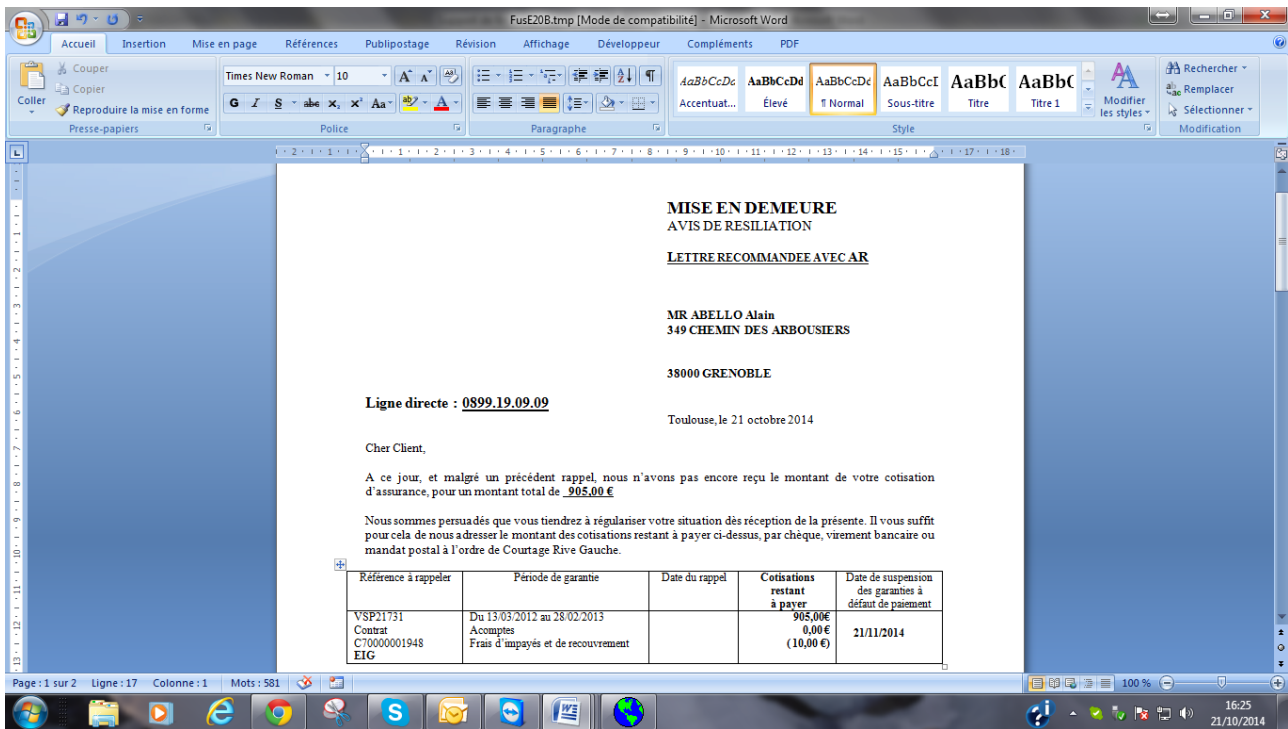 FusE20B.tmp [Mode de compatibilité] - Microsoft Word
Accueil Insertion Mise en page Références Publipostage Révision Affichage Développeur Compléments PDF
Coller
Couper
Copier
Reproduire la mise en forme
Presse-papiers
Times New Roman 10
G I S abc X₂ X² Aa
Police
Paragraphe
AaBbCcDc AaBbCcDd AaBbCcDc AaBbCcI AaBb( AaBb(
Accentuat... Élevé ¶ Normal Sous-titre Titre Titre 1
Modifier les styles
Style
Rechercher
Remplacer
Sélectionner
Modification
MISE EN DEMEURE
AVIS DE RESILIATION
LETTRE RECOMMANDEE AVEC AR
MR ABELLO Alain
349 CHEMIN DES ARBOUSIERS
38000 GRENOBLE
Ligne directe : 0899.19.09.09
Toulouse, le 21 octobre 2014
Cher Client,
A ce jour, et malgré un précédent rappel, nous n'avons pas encore reçu le montant de votre cotisation
d'assurance, pour un montant total de 905,00 €
Nous sommes persuadés que vous tiendrez à régulariser votre situation dès réception de la présente. Il vous suffit
pour cela de nous adresser le montant des cotisations restant à payer ci-dessus, par chèque, virement bancaire ou
mandat postal à l'ordre de Courtage Rive Gauche.
Référence à rappeler Période de garantie Date du rappel Cotisations Date de suspension
restant des garanties à
à payer défaut de paiement
VSP21731 Du 13/03/2012 au 28/02/2013 905,00€
Contrat Acomptes 0,00 € 21/11/2014
C70000001948 Frais d'impayés et de recouvrement (10,00 €)
EIG
Page : 1 sur 2 Ligne : 17 Colonne : 1 Mots : 581 100 %
16:25
21/10/2014